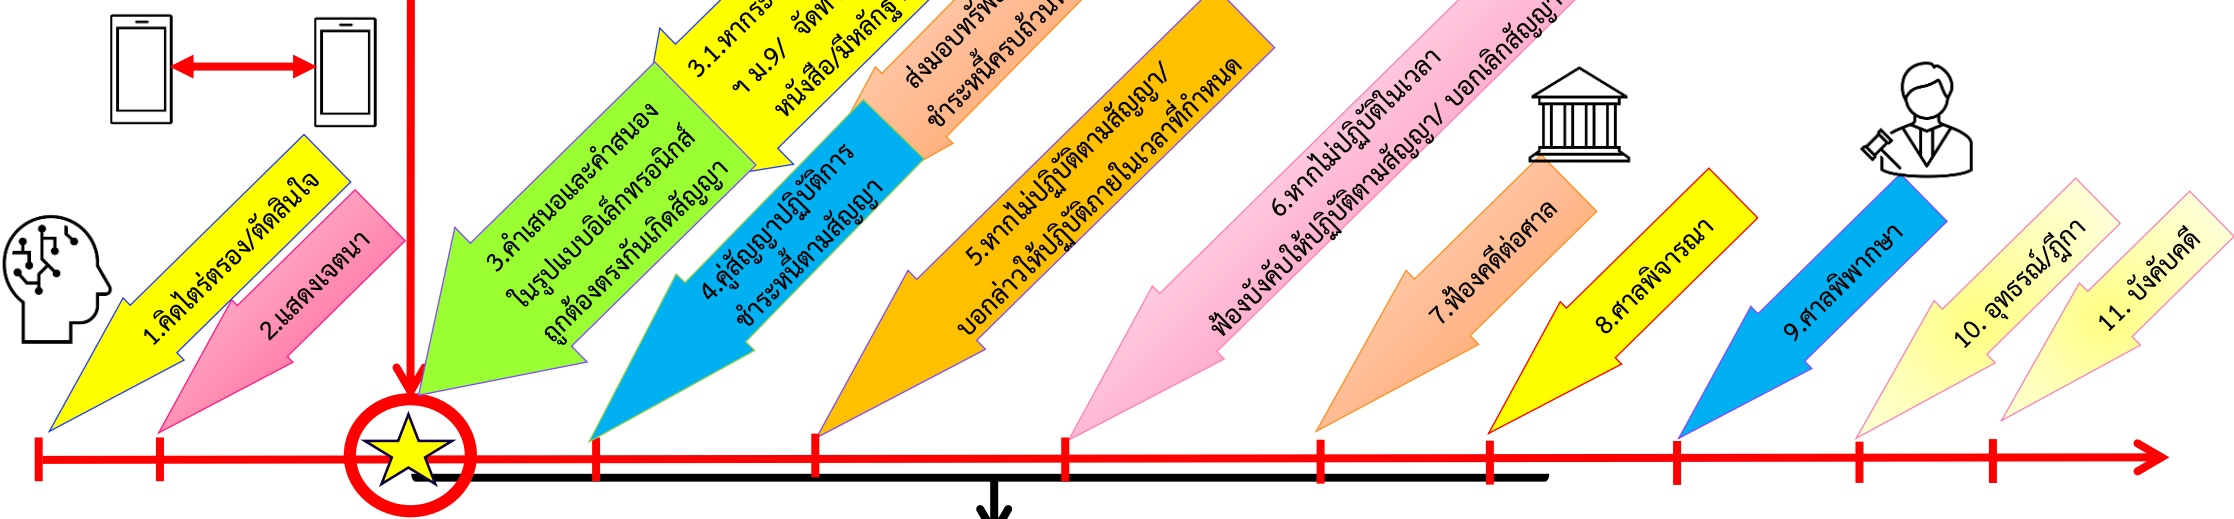 1.คิดไตร่ตรอง/ตัดสินใจ
2.แสดงเจตนา
3.1.หากระ
ๆ ม.9/ จัดทำ
หนังสือ/มีหลักฐาน
3.คำเสนอและคำสนอง
ในรูปแบบอิเล็กทรอนิกส์
ถูกต้องตรงกันเกิดสัญญา
ส่งมอบทรัพย์
ชำระหนี้ครบถ้วน
4.คู่สัญญาปฏิบัติการ
ชำระหนี้ตามสัญญา
5.หากไม่ปฏิบัติตามสัญญา/
บอกล่าวให้ปฏิบัติภายในเวลาที่กำหนด
6.หากไม่ปฏิบัติในเวลา
ฟ้องบังคับให้ปฏิบัติตามสัญญา/ บอกเลิกสัญญา
7.ฟ้องคดีต่อศาล
8.ศาลพิจารณา
9.ศาลพิพากษา
10. อุทธรณ์/ฎีกา
11. บังคับคดี